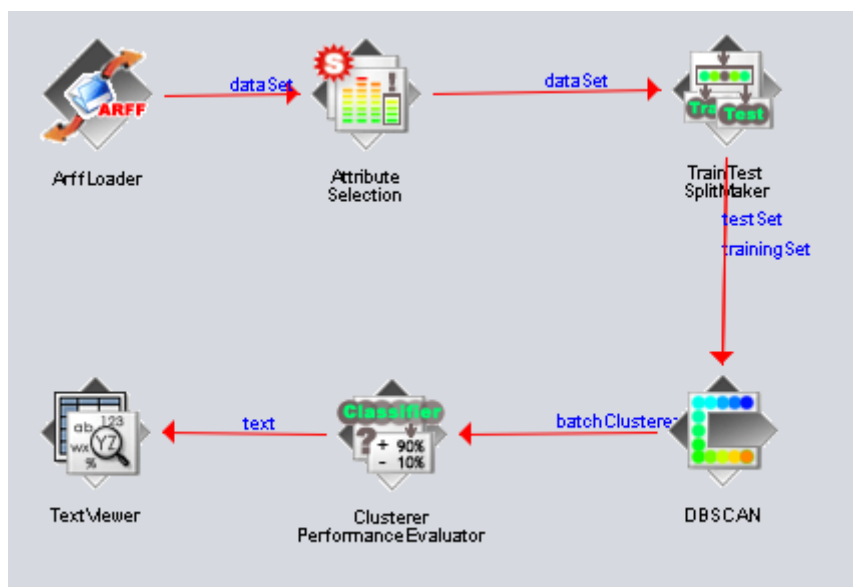 dataSet
dataSet
ARFF
S
Tra
Test
ArffLoader
Attribute
Selection
TrainTest
SplitMaker
testSet
trainingSet
ab, 123
wx YZ
%
text
Classifier
? + 90%
- 10%
batchClusterer
TextViewer
Clusterer
PerformanceEvaluator
DBSCAN